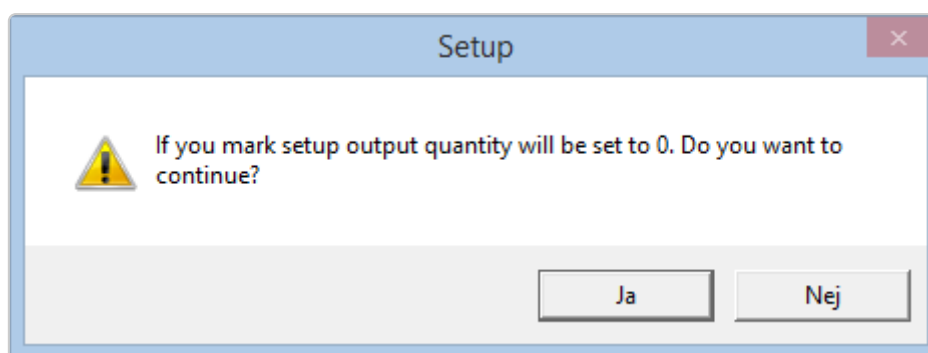 Setup
If you mark setup output quantity will be set to 0. Do you want to
continue?
Ja
Nej